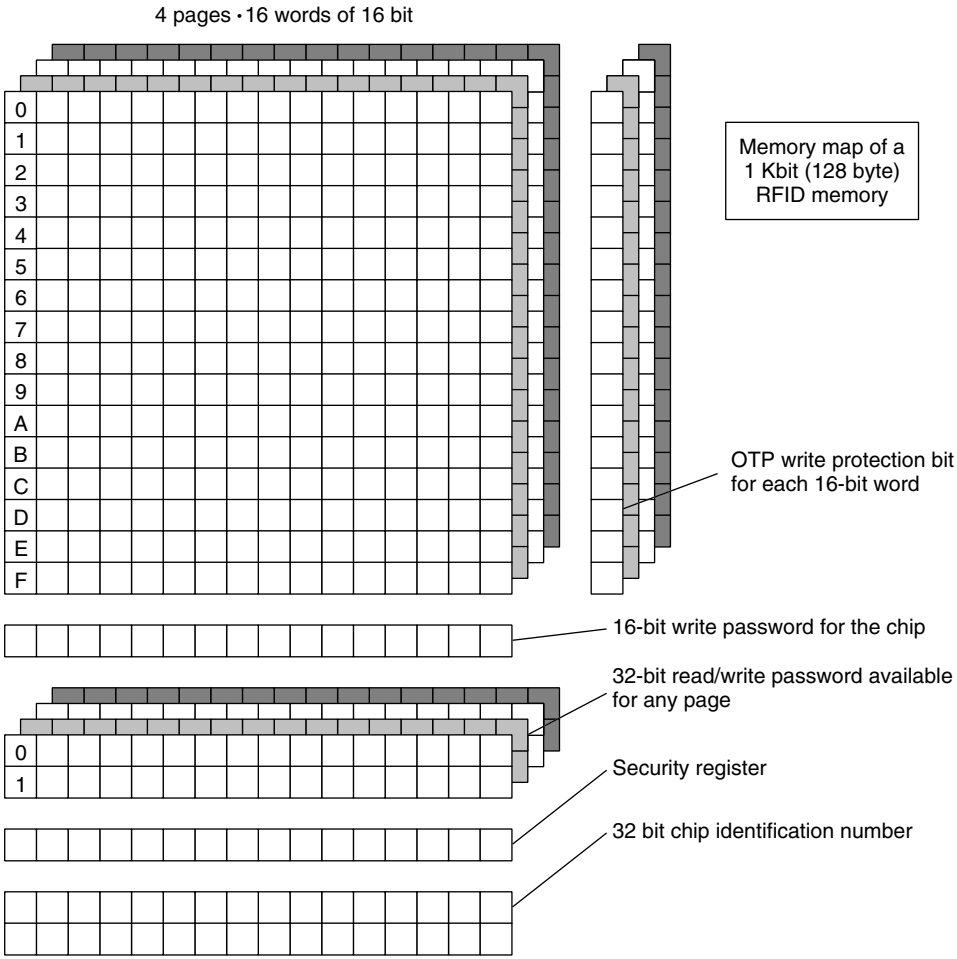 4 pages · 16 words of 16 bit
0
1
2
3
4
5
6
7
8
9
A
B
C
D
E
F
Memory map of a
1 Kbit (128 byte)
RFID memory
OTP write protection bit
for each 16-bit word
16-bit write password for the chip
32-bit read/write password available
for any page
0
1
Security register
32 bit chip identification number